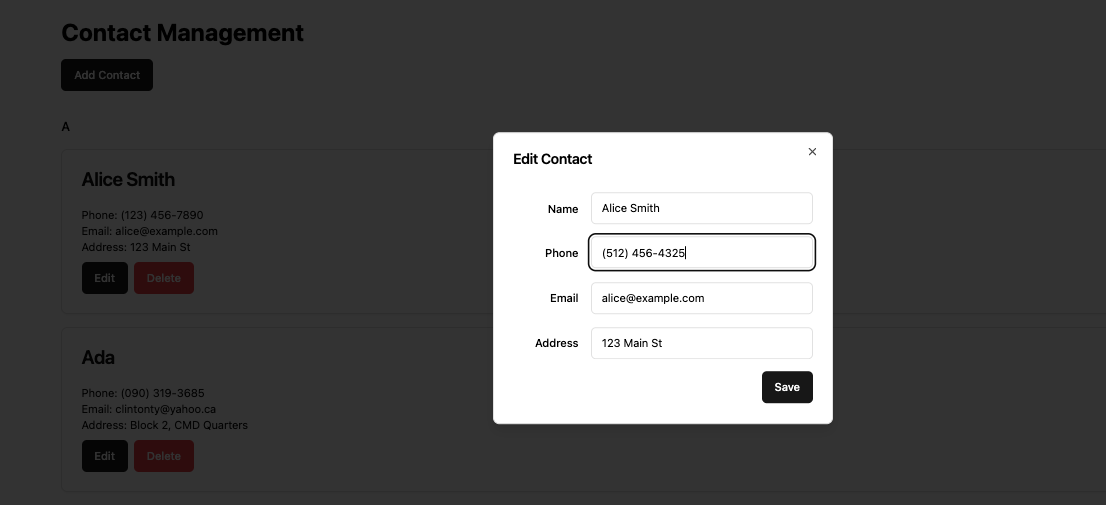 Contact Management
Add Contact
A
Alice Smith
Phone: (123) 456-7890
Email: alice@example.com
Address: 123 Main St
Edit Delete
Ada
Phone: (090) 319-3685
Email: clintonty@yahoo.ca
Address: Block 2, CMD Quarters
Edit Delete
Edit Contact
Name Alice Smith
Phone (512) 456-4325
Email alice@example.com
Address 123 Main St
Save